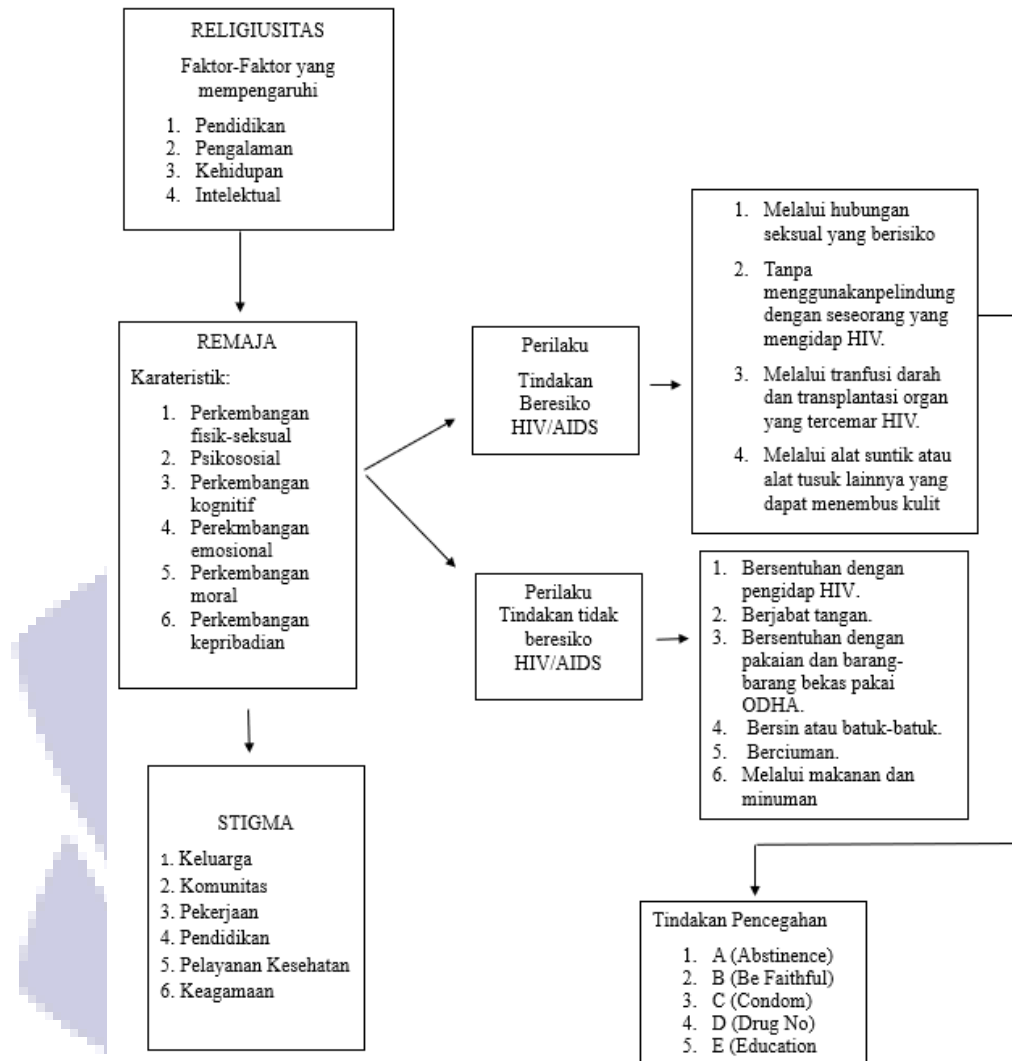 RELIGIUSITAS
Faktor-Faktor yang
mempengaruhi
1. Pendidikan
2. Pengalaman
3. Kehidupan
4. Intelektual
REMAJA
Karateristik:
1. Perkembangan
fisik-seksual
2. Psikososial
3. Perkembangan
kognitif
4. Perekmbangan
emosional
5. Perkembangan
moral
6. Perkembangan
kepribadian
STIGMA
1. Keluarga
2. Komunitas
3. Pekerjaan
4. Pendidikan
5. Pelayanan Kesehatan
6. Keagamaan
Perilaku
Tindakan
Beresiko
HIV/AIDS
1. Melalui hubungan
seksual yang berisiko
2. Tanpa
menggunakanpelindung
dengan seseorang yang
mengidap HIV.
3. Melalui tranfusi darah
dan transplantasi organ
yang tercemar HIV.
4. Melalui alat suntik atau
alat tusuk lainnya yang
dapat menembus kulit
Perilaku
Tindakan tidak
beresiko
HIV/AIDS
1. Bersentuhan dengan
pengidap HIV.
2. Berjabat tangan.
3. Bersentuhan dengan
pakaian dan barang-
barang bekas pakai
ODHA.
4. Bersin atau batuk-batuk.
5. Berciuman.
6. Melalui makanan dan
minuman
Tindakan Pencegahan
1. A (Abstinence)
2. B (Be Faithful)
3. C (Condom)
4. D (Drug No)
5. E (Education